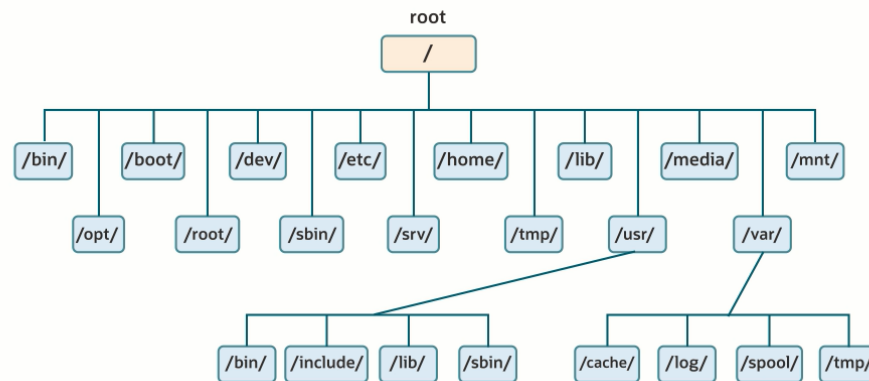 root
/
/bin/ /boot/ /dev/ /etc/ /home/ /lib/ /media/ /mnt/
/opt/ /root/ /sbin/ /srv/ /tmp/ /usr/ /var/
/bin/ /include/ /lib/ /sbin/ /cache/ /log/ /spool/ /tmp/